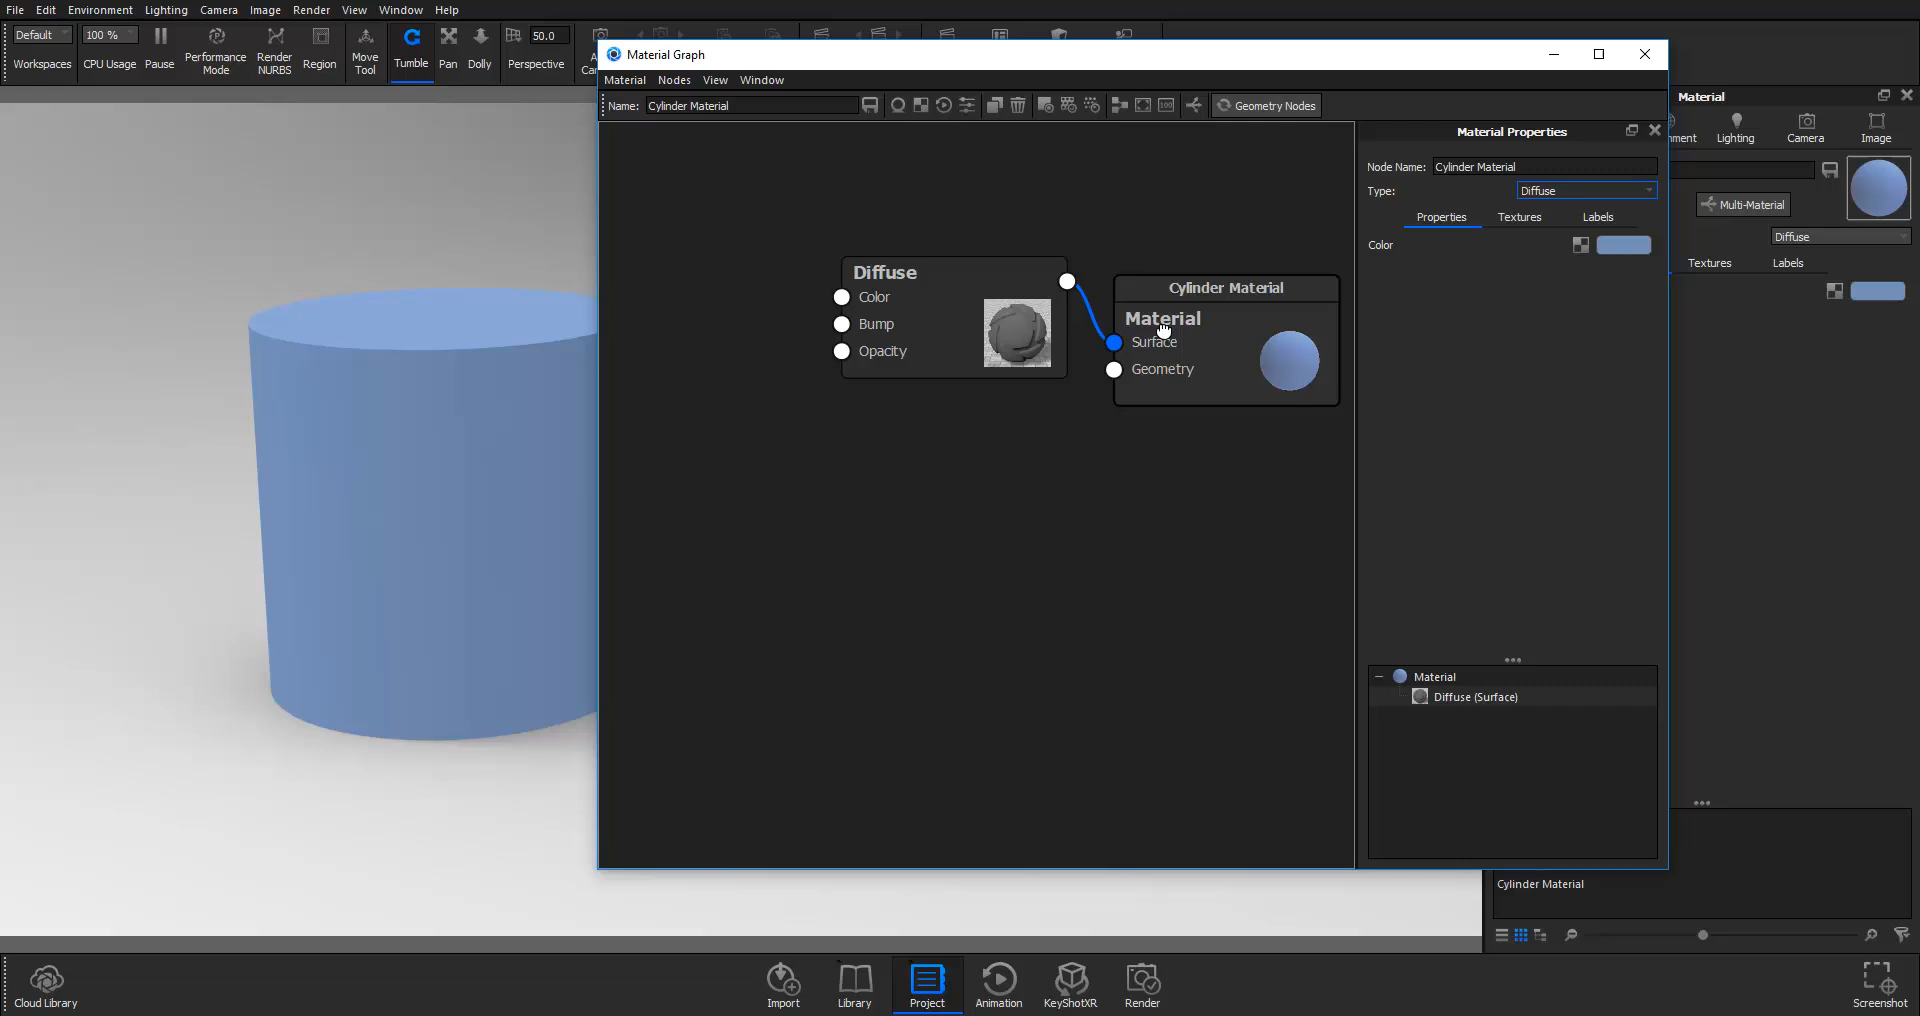 File Edit Environment Lighting Camera Image Render View Window Help
Default 100 % 50.0
Workspaces CPU Usage Pause Performance Mode Render NURBS Region Move Tool Tumble Pan Dolly Perspective
Material Graph
Material Nodes View Window
Name: Cylinder Material 100 Geometry Nodes
Material Properties
Node Name: Cylinder Material
Type: Diffuse
Properties Textures Labels
Color
Diffuse
Color
Bump
Opacity
Cylinder Material
Material
Surface
Geometry
Material
Diffuse (Surface)
Material
Lighting Camera Image
Multi-Material
Diffuse
Textures Labels
Cylinder Material
Cloud Library Import Library Project Animation KeyShotXR Render Screenshot